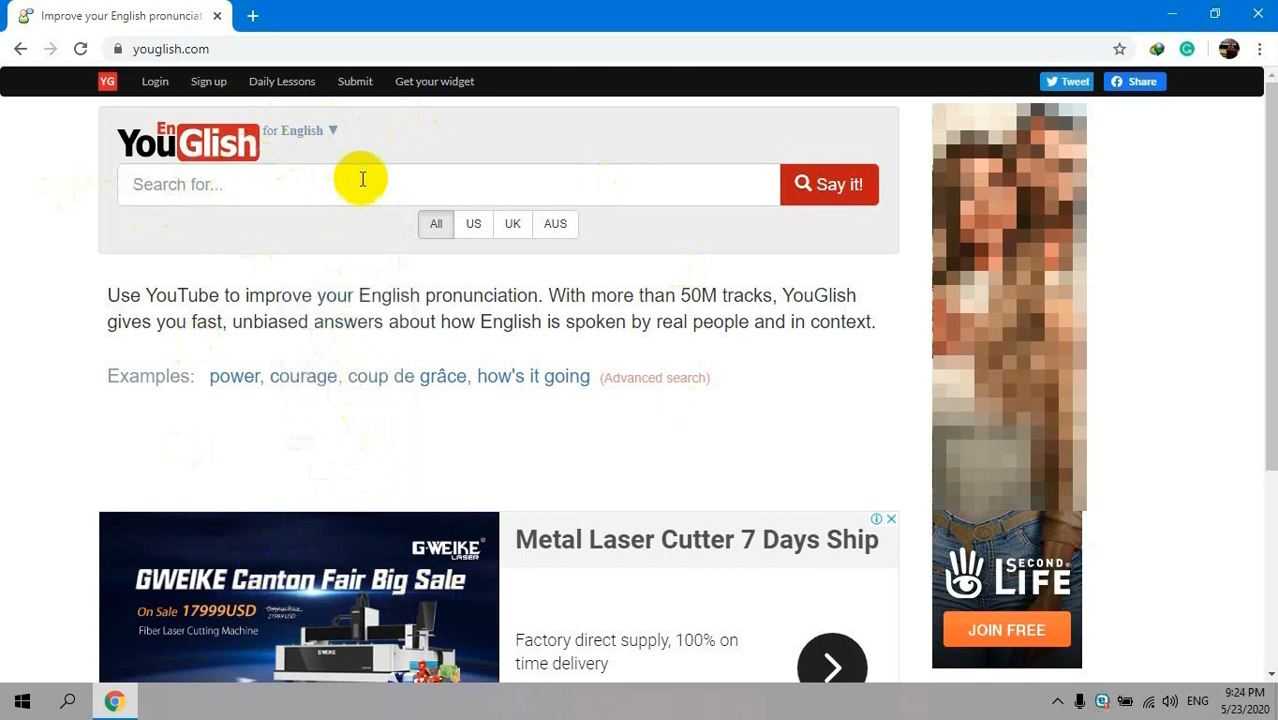 Improve your English pronunciat
youglish.com
YG Login Sign up Daily Lessons Submit Get your widget Tweet Share
En
YouGlish for English ▼
Search for... Say it!
All US UK AUS
Use YouTube to improve your English pronunciation. With more than 50M tracks, YouGlish
gives you fast, unbiased answers about how English is spoken by real people and in context.
Examples: power, courage, coup de grâce, how's it going (Advanced search)
G·WEIKE
LASER
GWEIKE Canton Fair Big Sale
On Sale 17999USD Original Price
21999USD
Fiber Laser Cutting Machine
Metal Laser Cutter 7 Days Ship
Factory direct supply, 100% on
time delivery
SECOND
LIFE
JOIN FREE
ENG
9:24 PM
5/23/2020